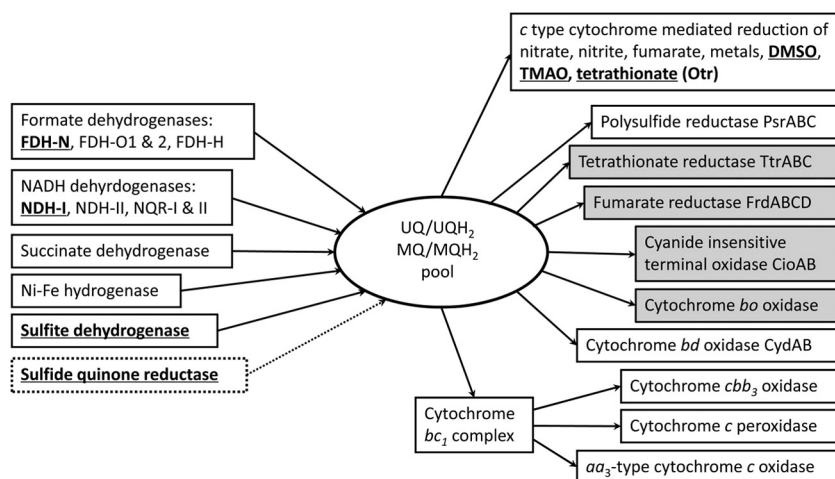 c type cytochrome mediated reduction of
nitrate, nitrite, fumarate, metals, DMSO,
TMAO, tetrathionate (Otr)
Formate dehydrogenases:
FDH-N, FDH-O1 & 2, FDH-H
NADH dehyrdogenases:
NDH-I, NDH-II, NQR-I & II
Succinate dehydrogenase
Ni-Fe hydrogenase
Sulfite dehydrogenase
Sulfide quinone reductase
UQ/UQH₂
MQ/MQH₂
pool
Polysulfide reductase PsrABC
Tetrathionate reductase TtrABC
Fumarate reductase FrdABCD
Cyanide insensitive
terminal oxidase CioAB
Cytochrome bo oxidase
Cytochrome bd oxidase CydAB
Cytochrome
bc₁ complex
Cytochrome cbb₃ oxidase
Cytochrome c peroxidase
aa₃-type cytochrome c oxidase